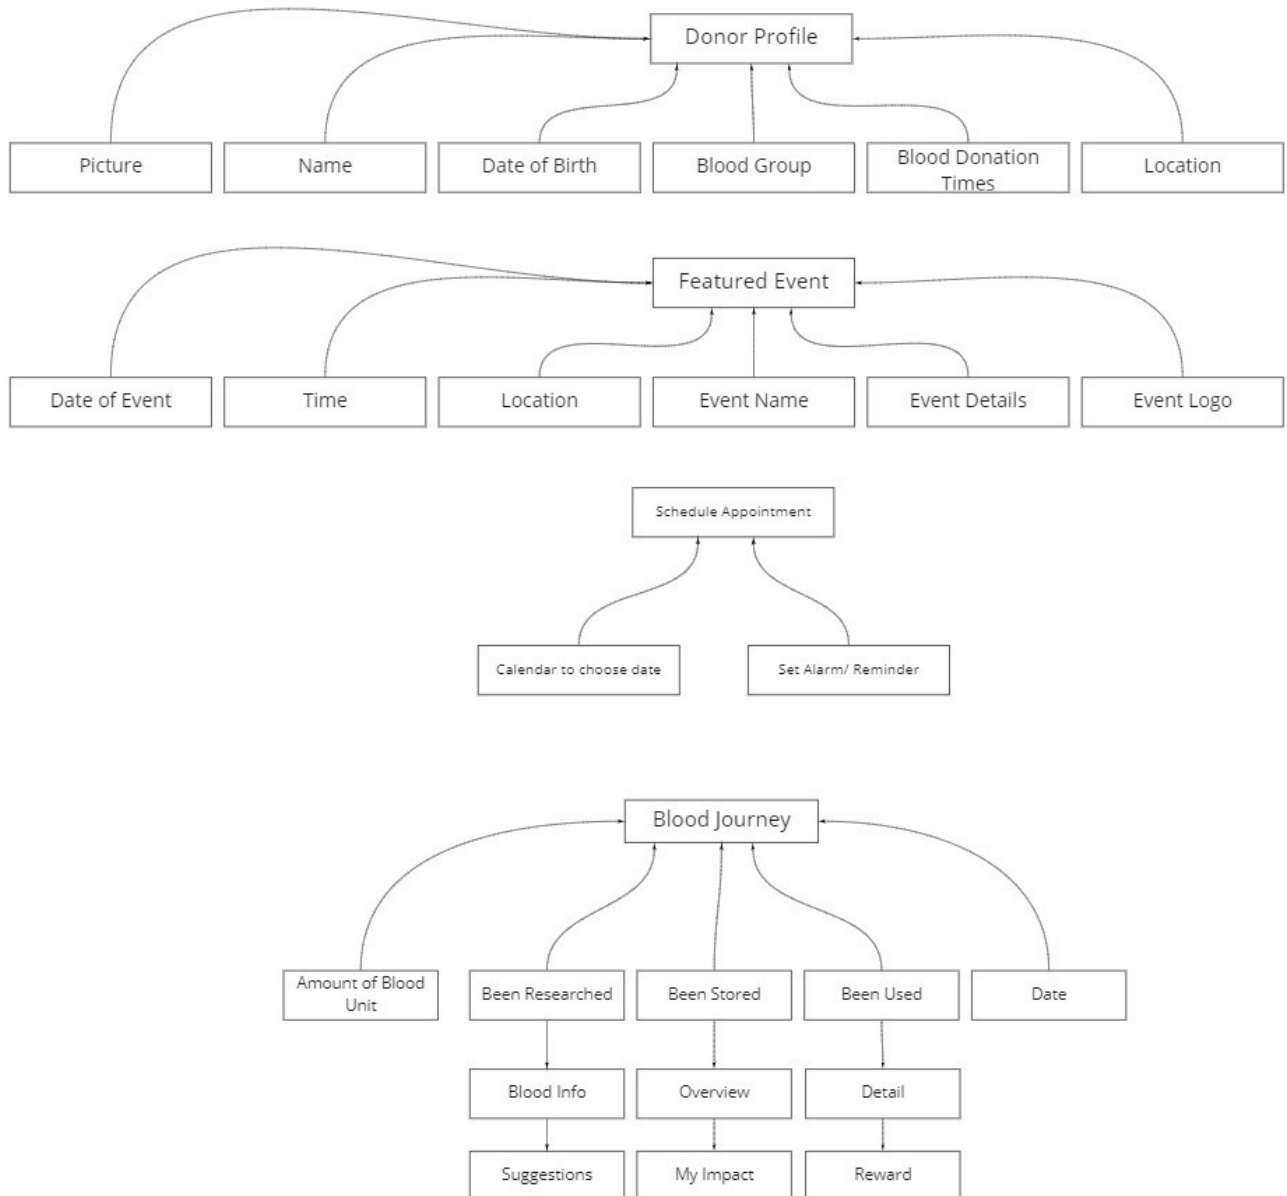 Donor Profile
Picture
Name
Date of Birth
Blood Group
Blood Donation
Times
Location
Featured Event
Date of Event
Time
Location
Event Name
Event Details
Event Logo
Schedule Appointment
Calendar to choose date
Set Alarm/ Reminder
Blood Journey
Amount of Blood
Unit
Been Researched
Been Stored
Been Used
Date
Blood Info
Overview
Detail
Suggestions
My Impact
Reward